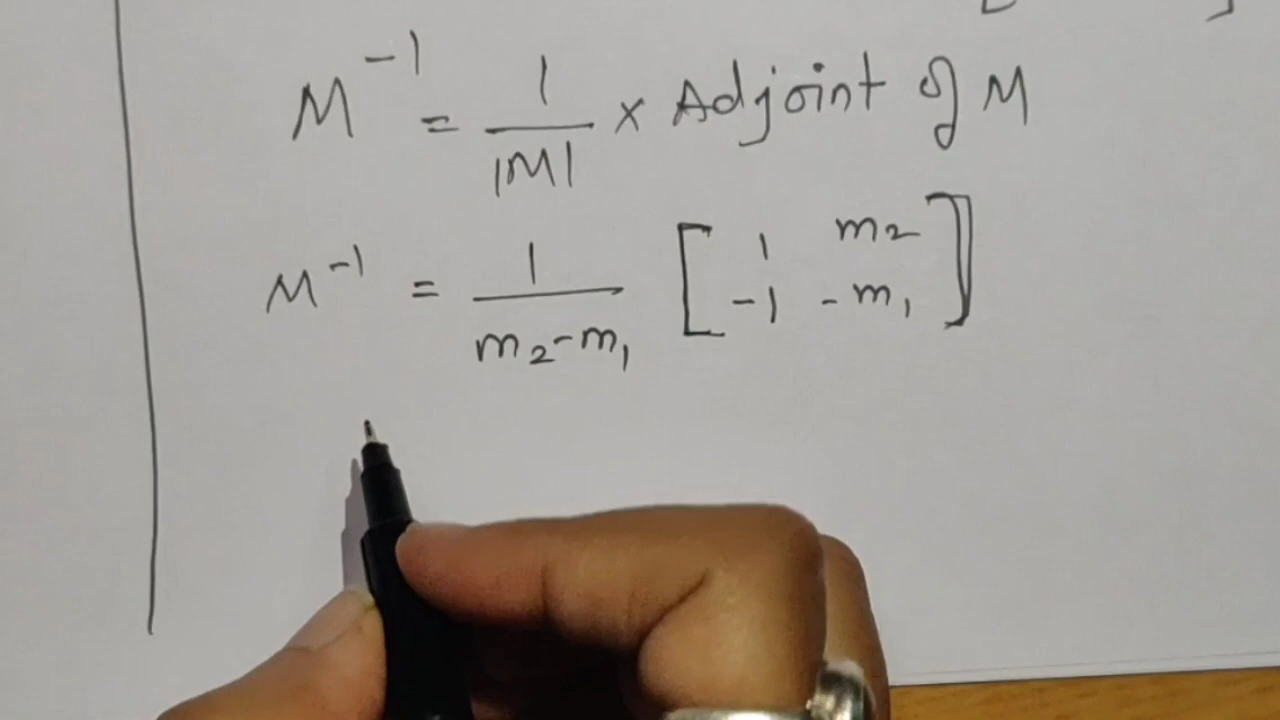 M⁻¹ = 1/|M| × Adjoint of M
M⁻¹ = 1/(m₂-m₁) [1 m₂
-1 -m₁]